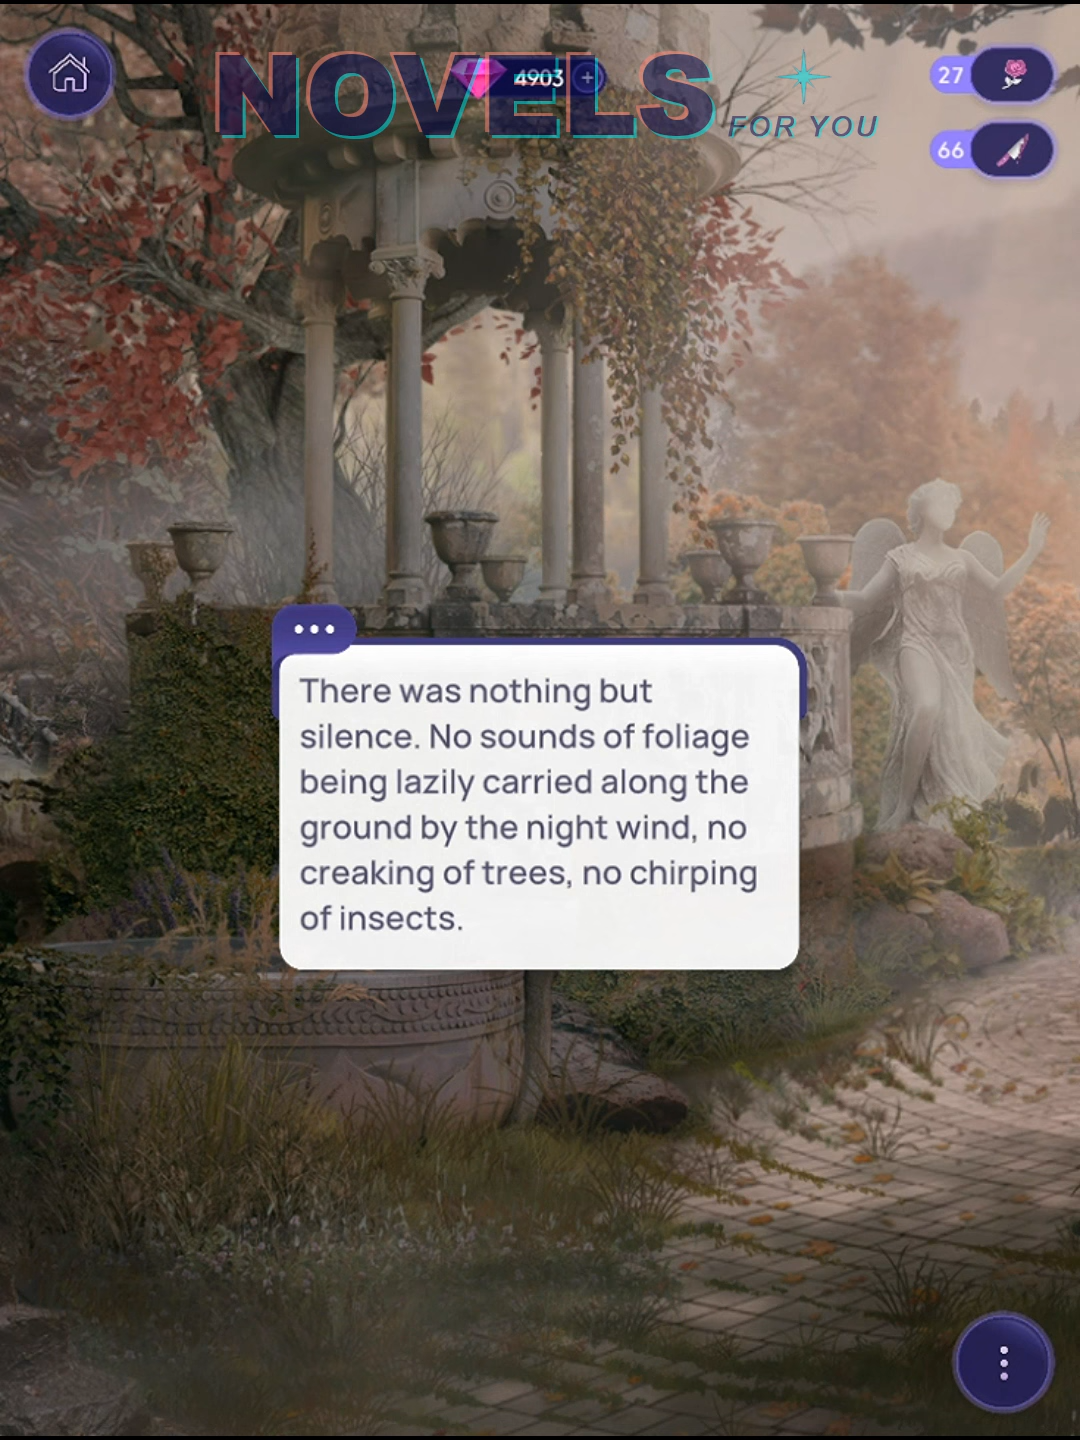 NOVELS
FOR YOU
4903
27
66
There was nothing but
silence. No sounds of foliage
being lazily carried along the
ground by the night wind, no
creaking of trees, no chirping
of insects.